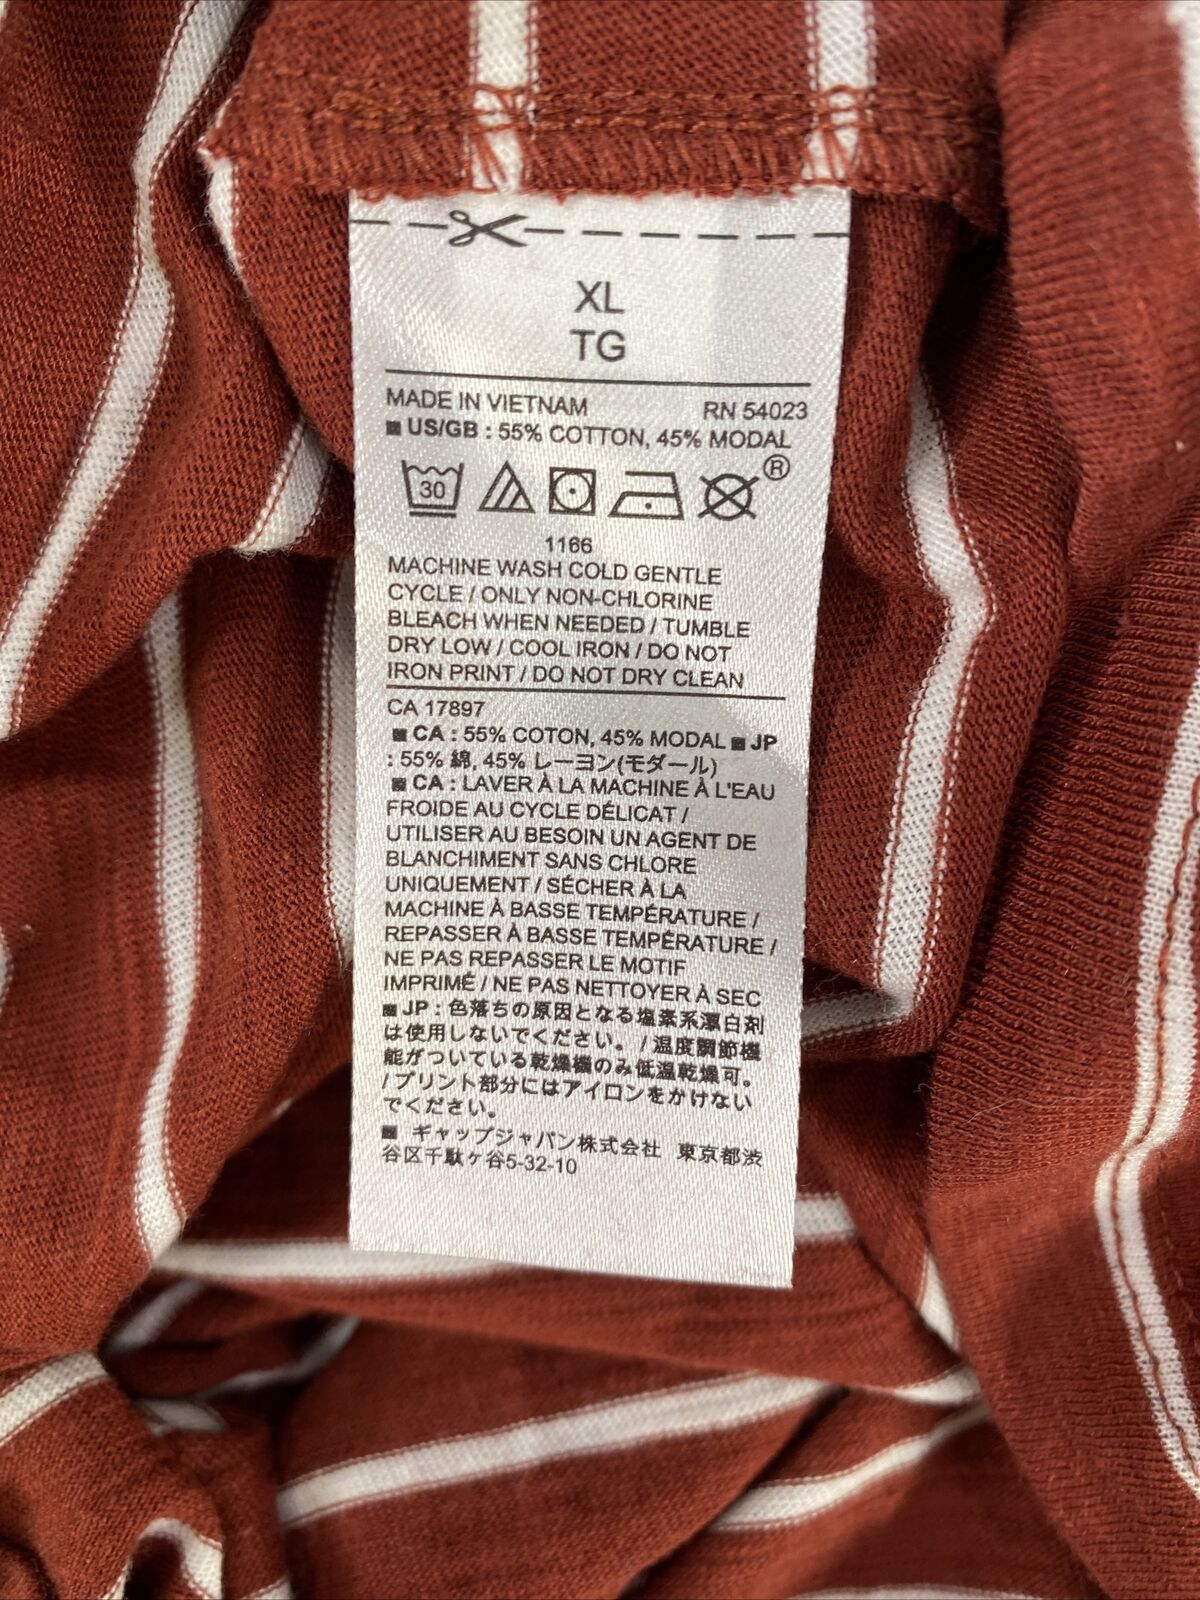 XL
TG
MADE IN VIETNAM RN 54023
■ US/GB : 55% COTTON, 45% MODAL
30 ®
1166
MACHINE WASH COLD GENTLE
CYCLE / ONLY NON-CHLORINE
BLEACH WHEN NEEDED / TUMBLE
DRY LOW / COOL IRON / DO NOT
IRON PRINT / DO NOT DRY CLEAN
CA 17897
■ CA : 55% COTON, 45% MODAL ■ JP
: 55% 綿, 45% レーヨン(モダール)
■ CA : LAVER À LA MACHINE À L'EAU
FROIDE AU CYCLE DÉLICAT /
UTILISER AU BESOIN UN AGENT DE
BLANCHIMENT SANS CHLORE
UNIQUEMENT / SÉCHER À LA
MACHINE À BASSE TEMPÉRATURE /
REPASSER À BASSE TEMPÉRATURE /
NE PAS REPASSER LE MOTIF
IMPRIMÉ / NE PAS NETTOYER À SEC
■ JP : 色落ちの原因となる塩素系漂白剤
は使用しないでください。 / 温度調節機
能がついている乾燥機のみ低温乾燥可。
/ プリント部分にはアイロンをかけない
でください。
■ ギャップジャパン株式会社 東京都渋
谷区千駄ヶ谷5-32-10